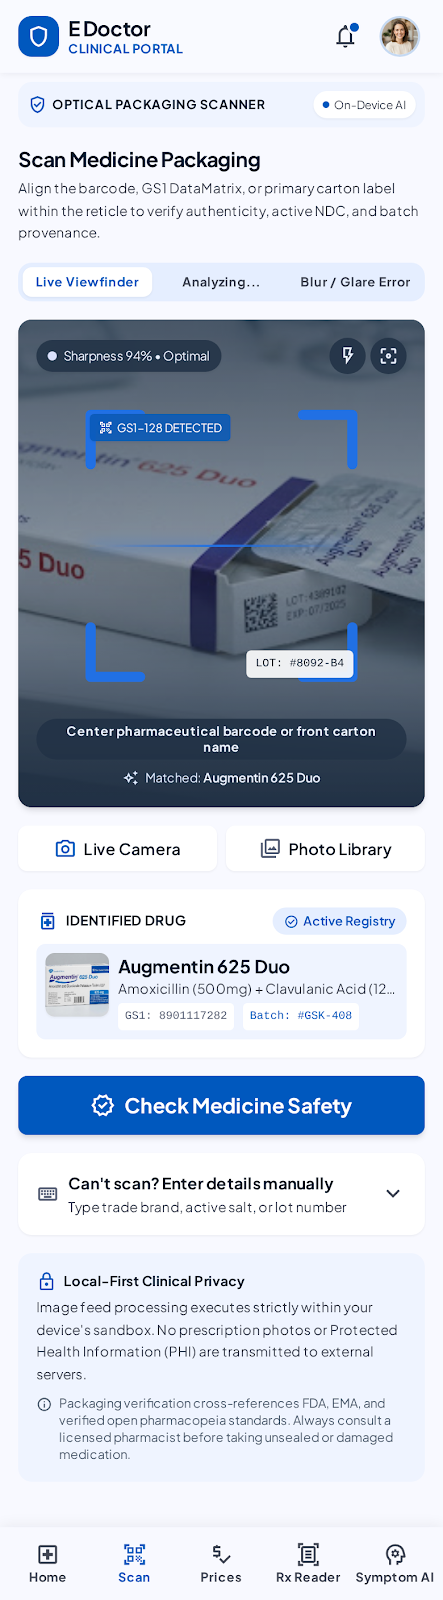 E Doctor
CLINICAL PORTAL
OPTICAL PACKAGING SCANNER
On-Device AI
Scan Medicine Packaging
Align the barcode, GS1 DataMatrix, or primary carton label
within the reticle to verify authenticity, active NDC, and batch
provenance.
Live Viewfinder
Analyzing...
Blur / Glare Error
Sharpness 94% • Optimal
GS1-128 DETECTED
625 Duo
5 Duo
Augmentin
625 Duo
LOT:4389102
EXP:07/2025
LOT: #8092-B4
Center pharmaceutical barcode or front carton
name
Matched: Augmentin 625 Duo
Live Camera
Photo Library
IDENTIFIED DRUG
Active Registry
Augmentin
Augmentin 625 Duo
Amoxicillin (500mg) + Clavulanic Acid (12...
GS1: 8901117282
Batch: #GSK-408
Check Medicine Safety
Can't scan? Enter details manually
Type trade brand, active salt, or lot number
Local-First Clinical Privacy
Image feed processing executes strictly within your
device's sandbox. No prescription photos or Protected
Health Information (PHI) are transmitted to external
servers.
Packaging verification cross-references FDA, EMA, and
verified open pharmacopeia standards. Always consult a
licensed pharmacist before taking unsealed or damaged
medication.
Home
Scan
Prices
Rx Reader
Symptom AI